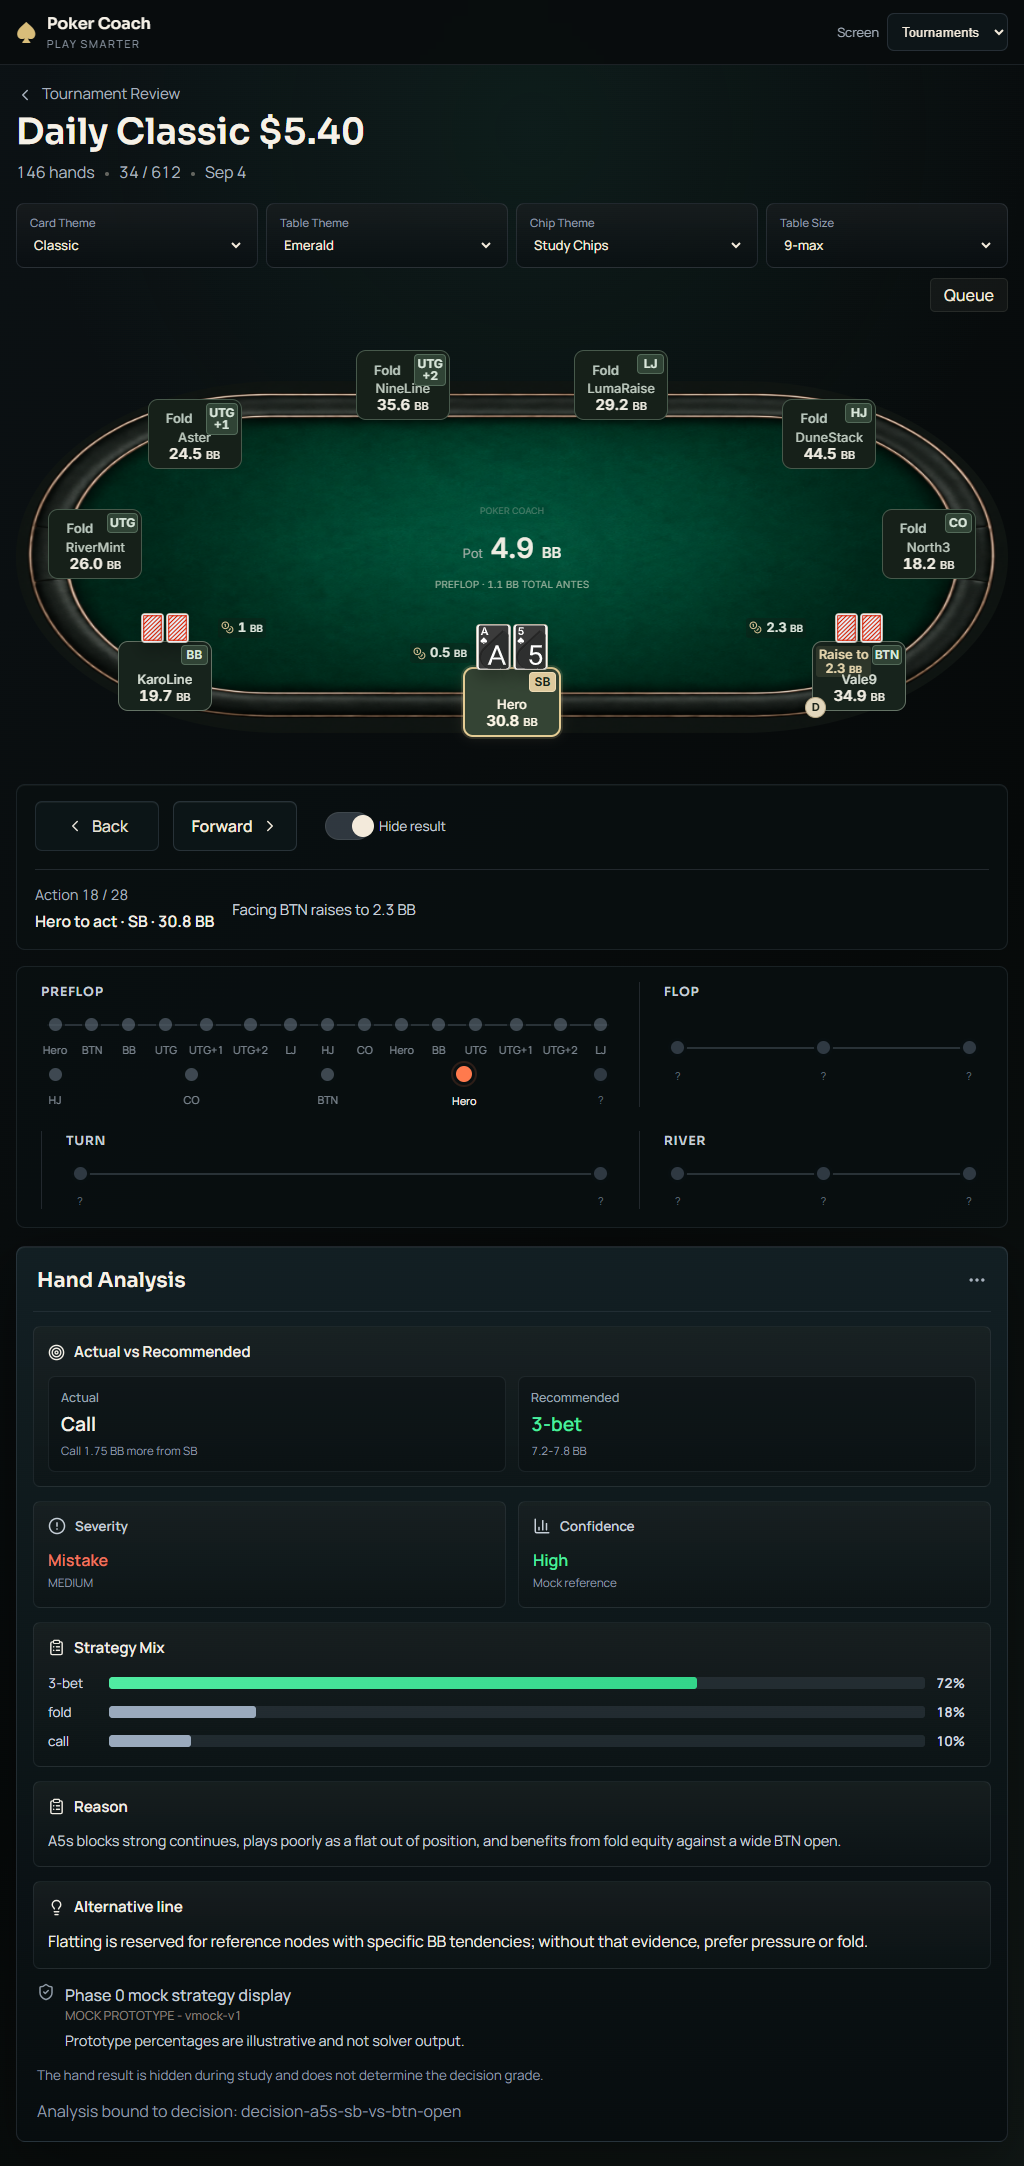 Poker Coach
PLAY SMARTER
Screen
Tournaments
Tournament Review
Daily Classic $5.40
146 hands • 34 / 612 • Sep 4
Card Theme
Classic
Table Theme
Emerald
Chip Theme
Study Chips
Table Size
9-max
Queue
Fold UTG +2
NineLine
35.6 BB
Fold LJ
LumaRaise
29.2 BB
Fold UTG +1
Aster
24.5 BB
Fold HJ
DuneStack
44.5 BB
Fold UTG
RiverMint
26.0 BB
Fold CO
North3
18.2 BB
POKER COACH
Pot 4.9 BB
PREFLOP · 1.1 BB TOTAL ANTES
1 BB
BB
KaroLine
19.7 BB
0.5 BB
A A
5 5
SB
Hero
30.8 BB
2.3 BB
Raise to 2.3 BB
BTN
Vale9
34.9 BB
D
Back
Forward
Hide result
Action 18 / 28
Hero to act · SB · 30.8 BB
Facing BTN raises to 2.3 BB
PREFLOP
Hero BTN BB UTG UTG+1 UTG+2 LJ HJ CO Hero BB UTG UTG+1 UTG+2 LJ
HJ CO BTN Hero ?
FLOP
? ? ?
TURN
? ?
RIVER
? ? ?
Hand Analysis
Actual vs Recommended
Actual
Call
Call 1.75 BB more from SB
Recommended
3-bet
7.2-7.8 BB
Severity
Mistake
MEDIUM
Confidence
High
Mock reference
Strategy Mix
3-bet 72%
fold 18%
call 10%
Reason
A5s blocks strong continues, plays poorly as a flat out of position, and benefits from fold equity against a wide BTN open.
Alternative line
Flatting is reserved for reference nodes with specific BB tendencies; without that evidence, prefer pressure or fold.
Phase 0 mock strategy display
MOCK PROTOTYPE - vmock-v1
Prototype percentages are illustrative and not solver output.
The hand result is hidden during study and does not determine the decision grade.
Analysis bound to decision: decision-a5s-sb-vs-btn-open